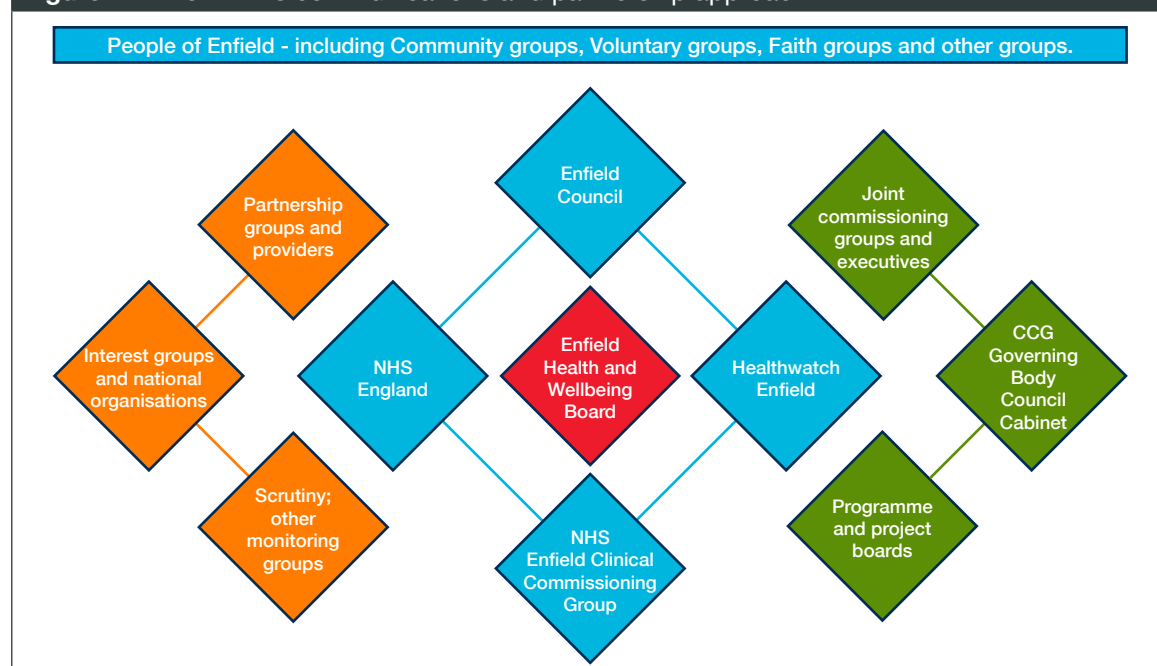 People of Enfield - including Community groups, Voluntary groups, Faith groups and other groups.
Enfield
Council
Partnership
groups and
providers
Joint
commissioning
groups and
executives
Interest groups
and national
organisations
NHS
England
Enfield
Health and
Wellbeing
Board
Healthwatch
Enfield
CCG
Governing
Body
Council
Cabinet
Scrutiny;
other
monitoring
groups
NHS
Enfield Clinical
Commissioning
Group
Programme
and project
boards